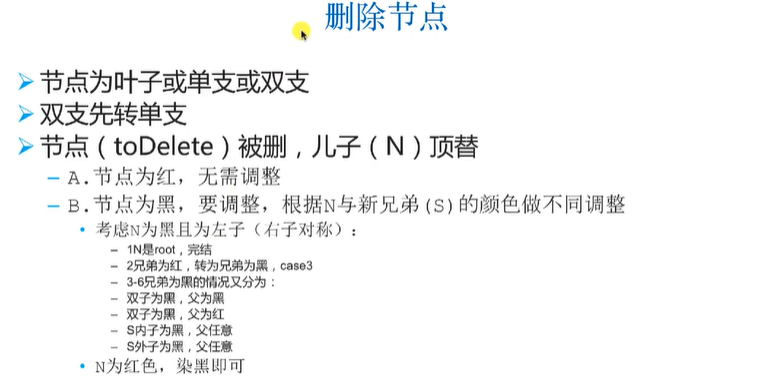 删除节点
节点为叶子或单支或双支
双支先转单支
节点（toDelete）被删，儿子（N）顶替
– A.节点为红，无需调整
– B.节点为黑，要调整，根据N与新兄弟(S)的颜色做不同调整
• 考虑N为黑且为左子（右子对称）：
– 1N是root，完结
– 2兄弟为红，转为兄弟为黑，case3
– 3-6兄弟为黑的情况又分为：
– 双子为黑，父为黑
– 双子为黑，父为红
– S内子为黑，父任意
– S外子为黑，父任意
• N为红色，染黑即可